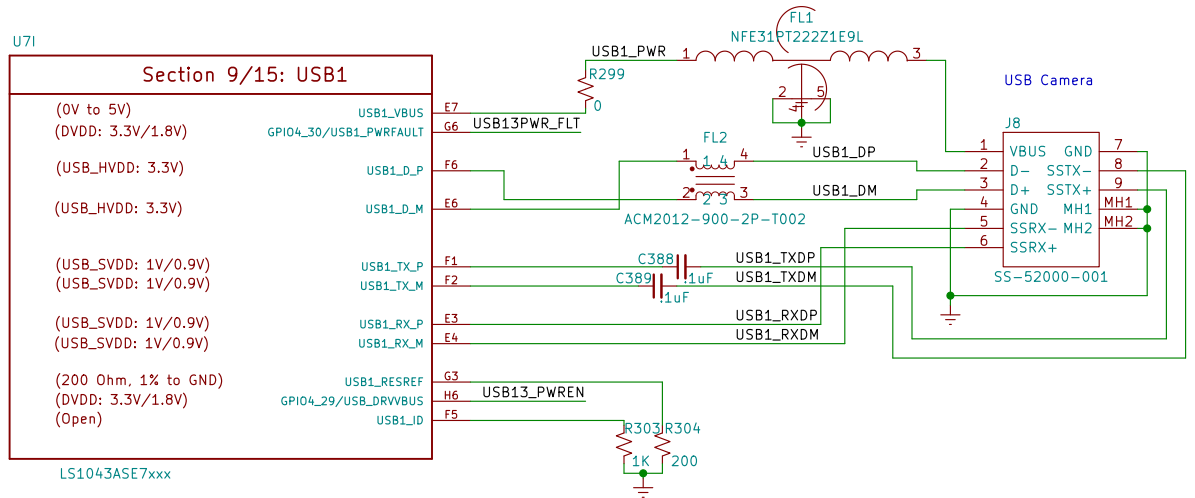 U7I
Section 9/15: USB1
(0V to 5V)
USB1_VBUS
E7
(DVDD: 3.3V/1.8V)
GPIO4_30/USB1_PWRFAULT
G6
USB13PWR_FLT
(USB_HVDD: 3.3V)
USB1_D_P
F6
(USB_HVDD: 3.3V)
USB1_D_M
E6
(USB_SVDD: 1V/0.9V)
USB1_TX_P
F1
(USB_SVDD: 1V/0.9V)
USB1_TX_M
F2
(USB_SVDD: 1V/0.9V)
USB1_RX_P
E3
(USB_SVDD: 1V/0.9V)
USB1_RX_M
E4
(200 Ohm, 1% to GND)
USB1_RESREF
G3
(DVDD: 3.3V/1.8V)
GPIO4_29/USB_DRVVBUS
H6
USB13_PWREN
(Open)
USB1_ID
F5
LS1043ASE7xxx
USB1_PWR
R299
0
FL1
NFE31PT222Z1E9L
1
3
2
5
4
FL2
1
1 4
4
2
2 3
3
ACM2012-900-2P-T002
USB1_DP
USB1_DM
C388
.1uF
C389
.1uF
USB1_TXDP
USB1_TXDM
USB1_RXDP
USB1_RXDM
R303
1K
R304
200
USB Camera
J8
1 VBUS GND 7
2 D- SSTX- 8
3 D+ SSTX+ 9
4 GND MH1 MH1
5 SSRX- MH2 MH2
6 SSRX+
SS-52000-001